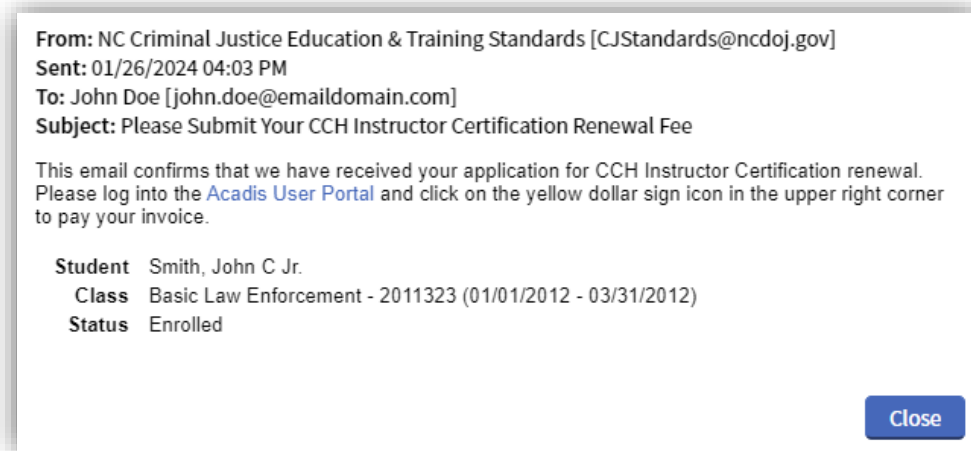 From: NC Criminal Justice Education & Training Standards [CJStandards@ncdoj.gov]
Sent: 01/26/2024 04:03 PM
To: John Doe [john.doe@emaildomain.com]
Subject: Please Submit Your CCH Instructor Certification Renewal Fee
This email confirms that we have received your application for CCH Instructor Certification renewal.
Please log into the Acadis User Portal and click on the yellow dollar sign icon in the upper right corner
to pay your invoice.
Student Smith, John C Jr.
Class Basic Law Enforcement - 2011323 (01/01/2012 - 03/31/2012)
Status Enrolled
Close